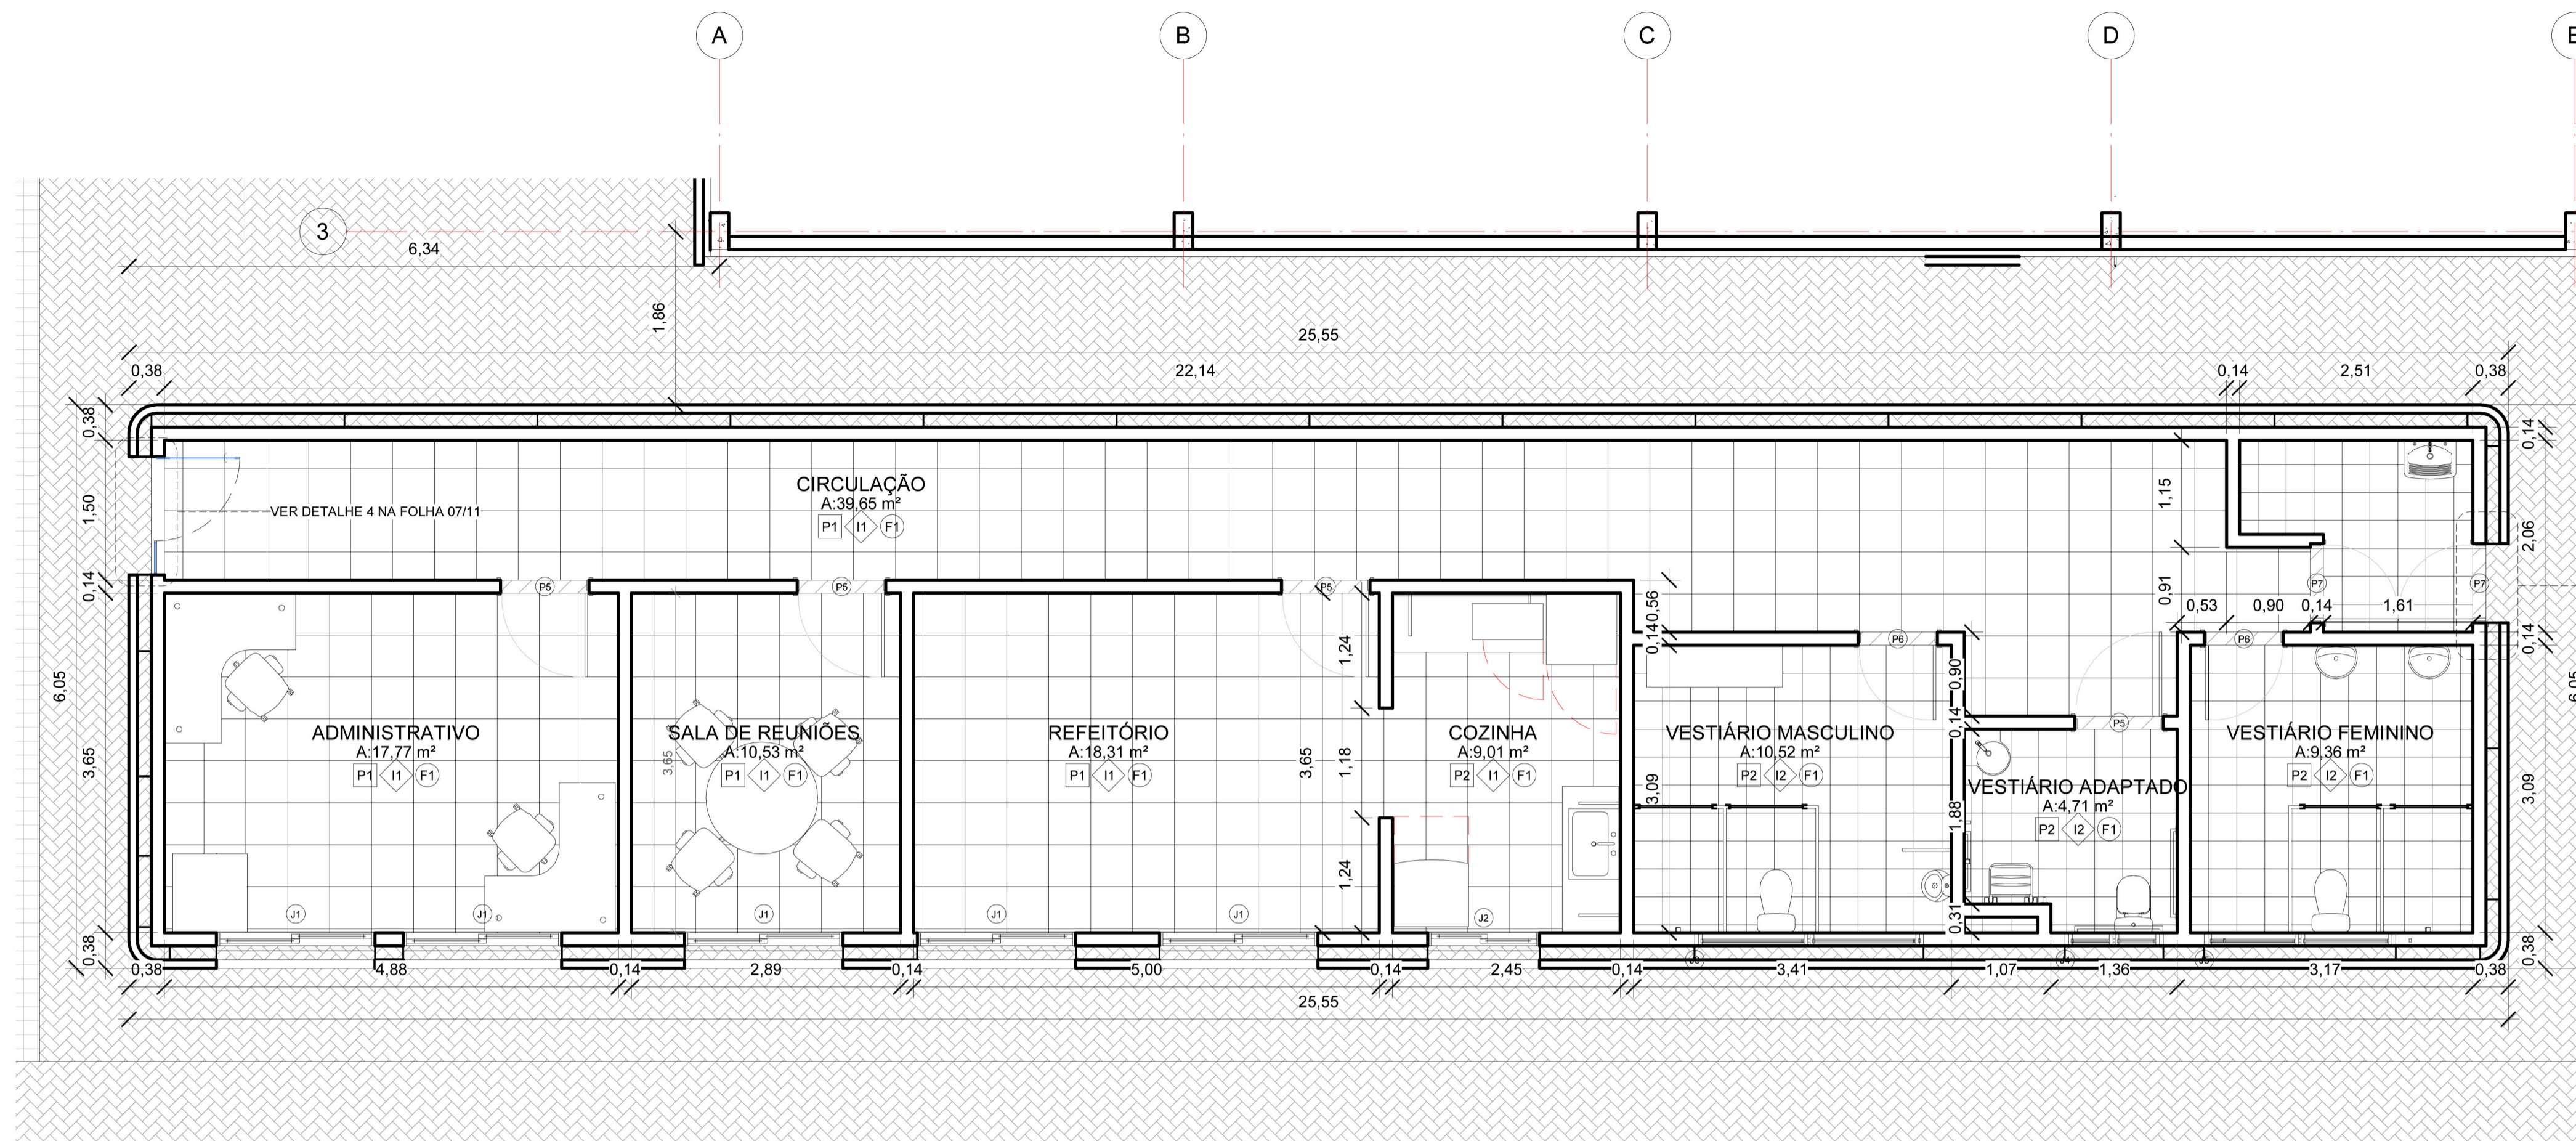 A
B
C
D
E
3
6,34
1,86
25,55
0,38
22,14
0,14
2,51
0,38
0,38
1,50
0,14
3,65
0,38
6,05
CIRCULAÇÃO
A:39,65 m²
P1 I1 F1
VER DETALHE 4 NA FOLHA 07/11
1,15
0,91
0,53
0,90
0,14
1,61
0,14
2,06
0,14
3,09
0,38
6,05
P5
P5
P5
P6
P5
P6
P7
P7
0,56
0,14
3,09
0,90
0,14
1,88
0,31
1,24
1,18
1,24
3,65
3,65
ADMINISTRATIVO
A:17,77 m²
P1 I1 F1
SALA DE REUNIÕES
A:10,53 m²
P1 I1 F1
REFEITÓRIO
A:18,31 m²
P1 I1 F1
COZINHA
A:9,01 m²
P2 I1 F1
VESTIÁRIO MASCULINO
A:10,52 m²
P2 I2 F1
VESTIÁRIO ADAPTADO
A:4,71 m²
P2 I2 F1
VESTIÁRIO FEMININO
A:9,36 m²
P2 I2 F1
J1
J1
J1
J1
J1
J2
0,38
4,88
0,14
2,89
0,14
5,00
0,14
2,45
0,14
3,41
1,07
1,36
3,17
0,38
25,55